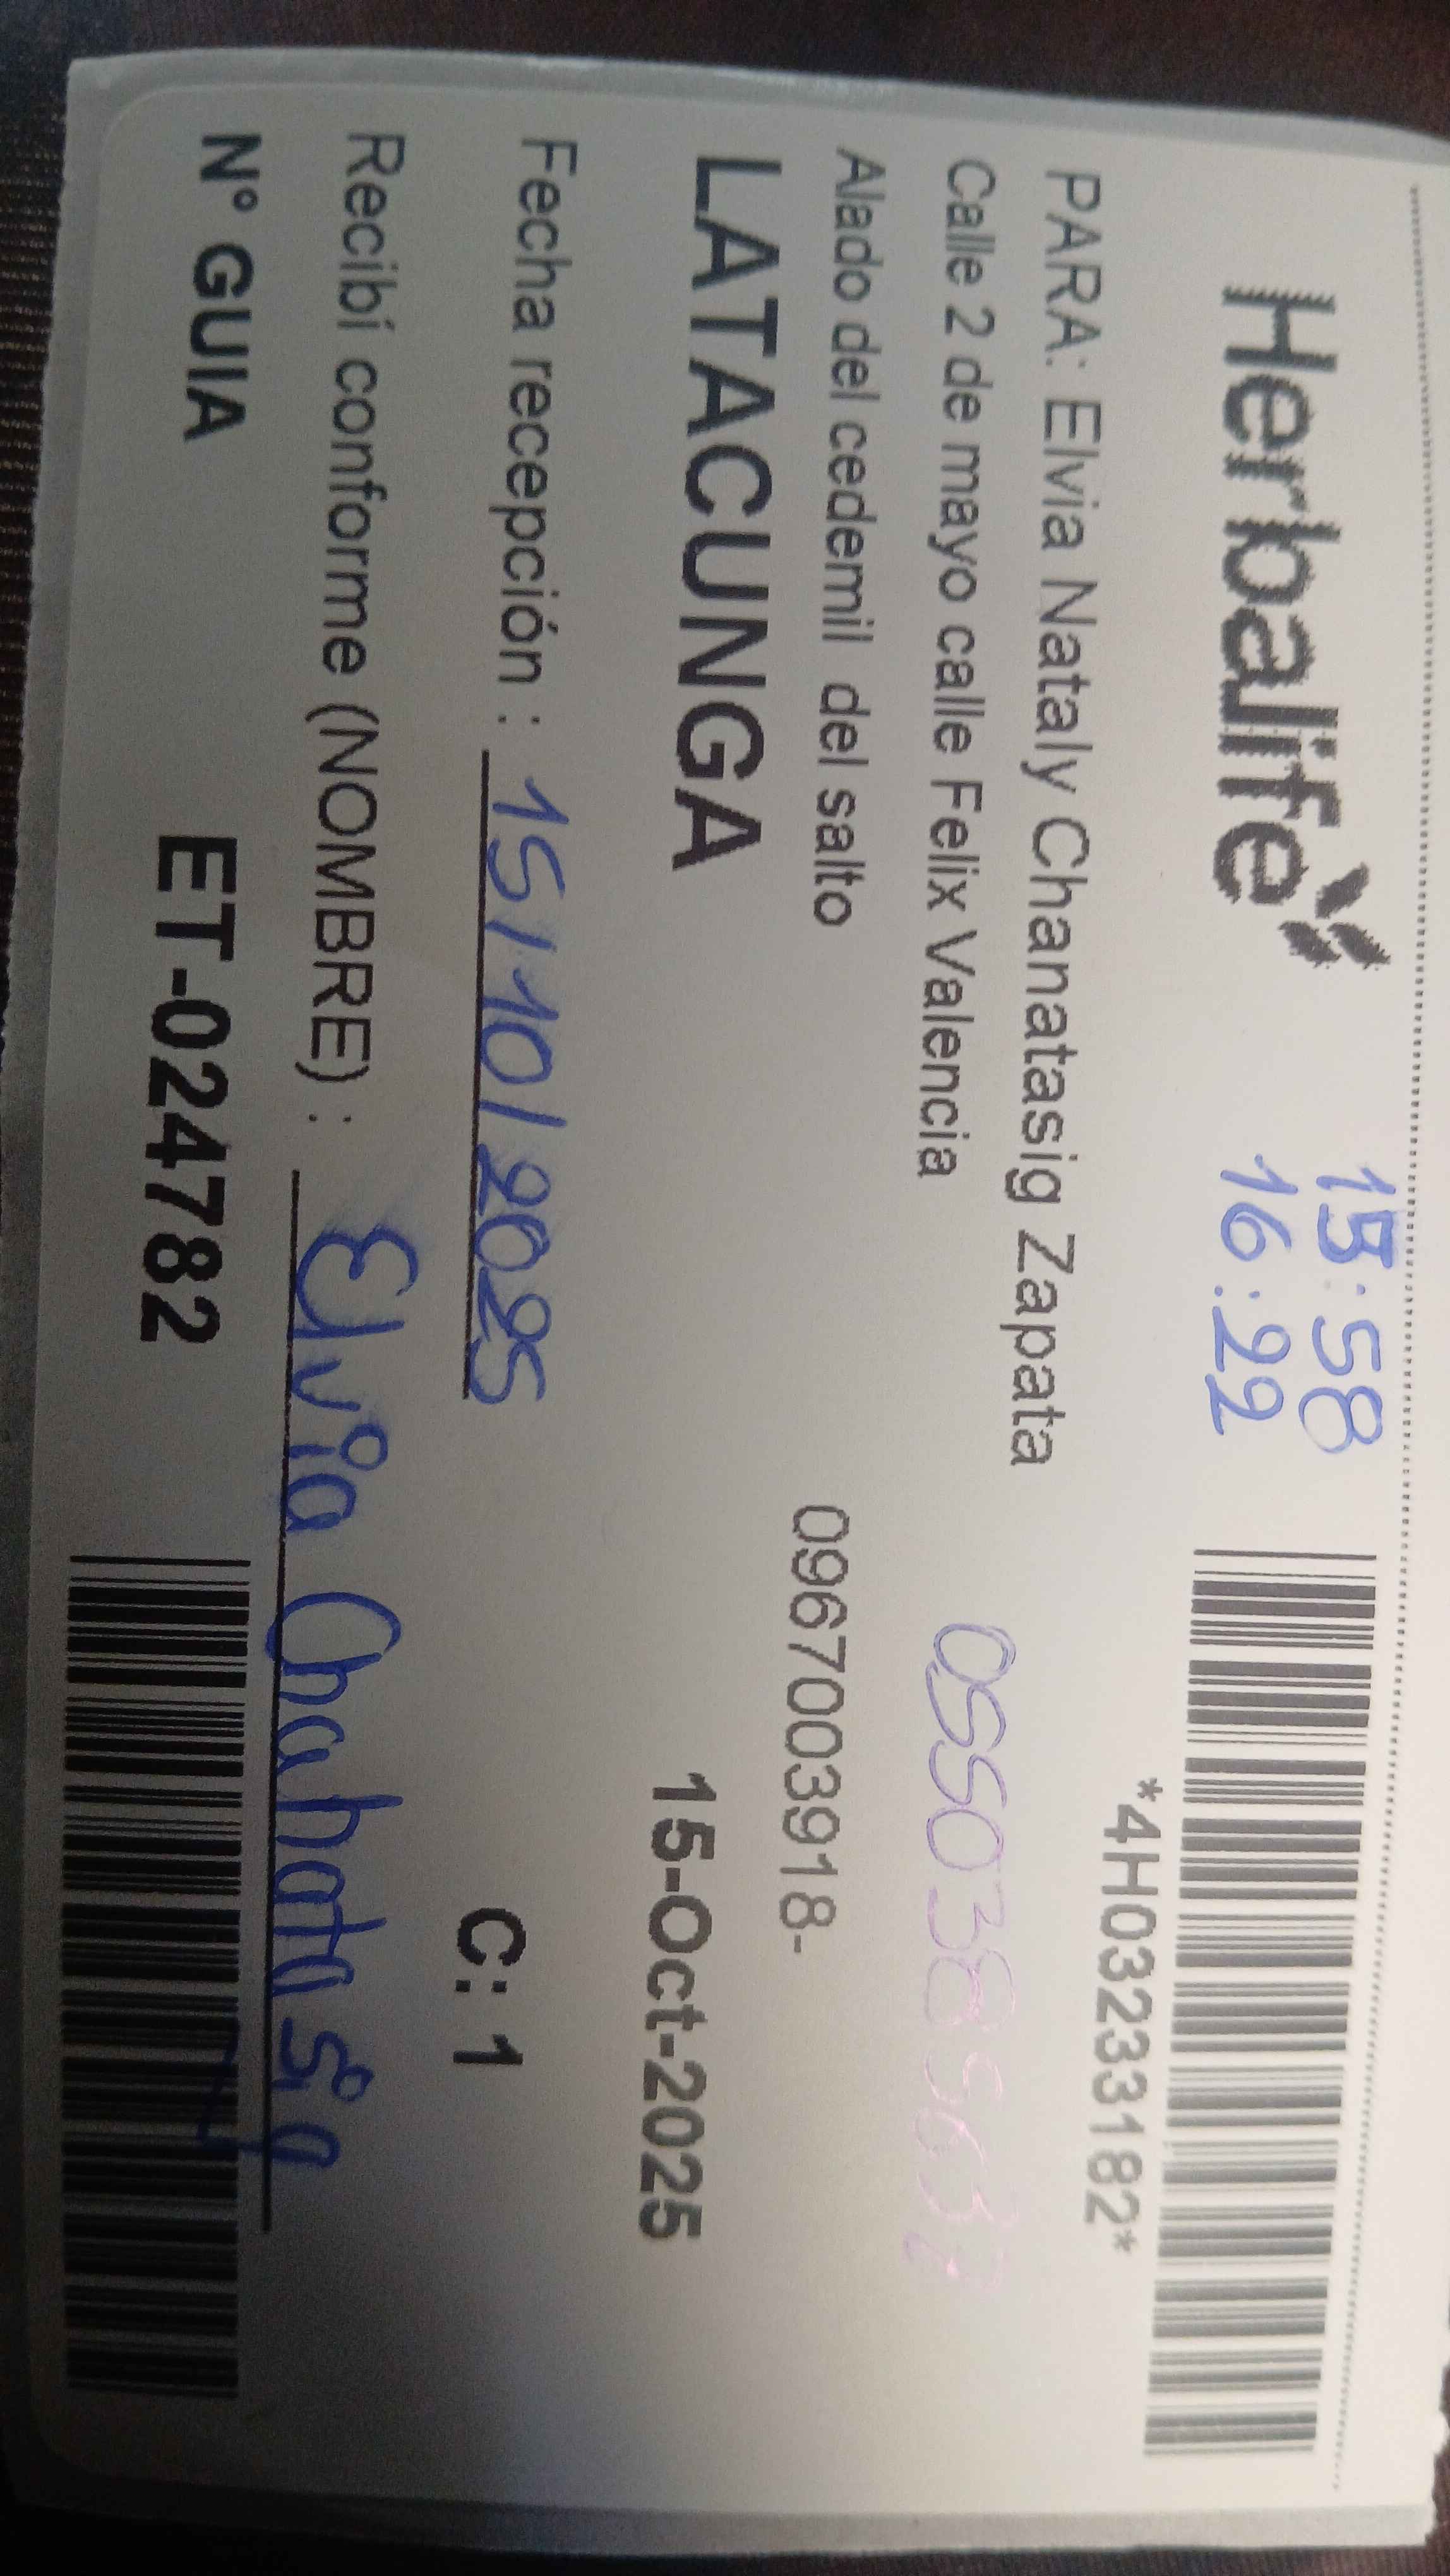 Herbalife
15:58
16:22
*4H03233182*
PARA: Elvia Nataly Chanatasig Zapata
Calle 2 de mayo calle Felix Valencia
Alado del cedemil del salto
0967003918-
LATACUNGA
15-Oct-2025
Fecha recepción : 15/10/2025
C: 1
Recibí conforme (NOMBRE) : Elvia Chanatasig
N° GUIA ET-024782